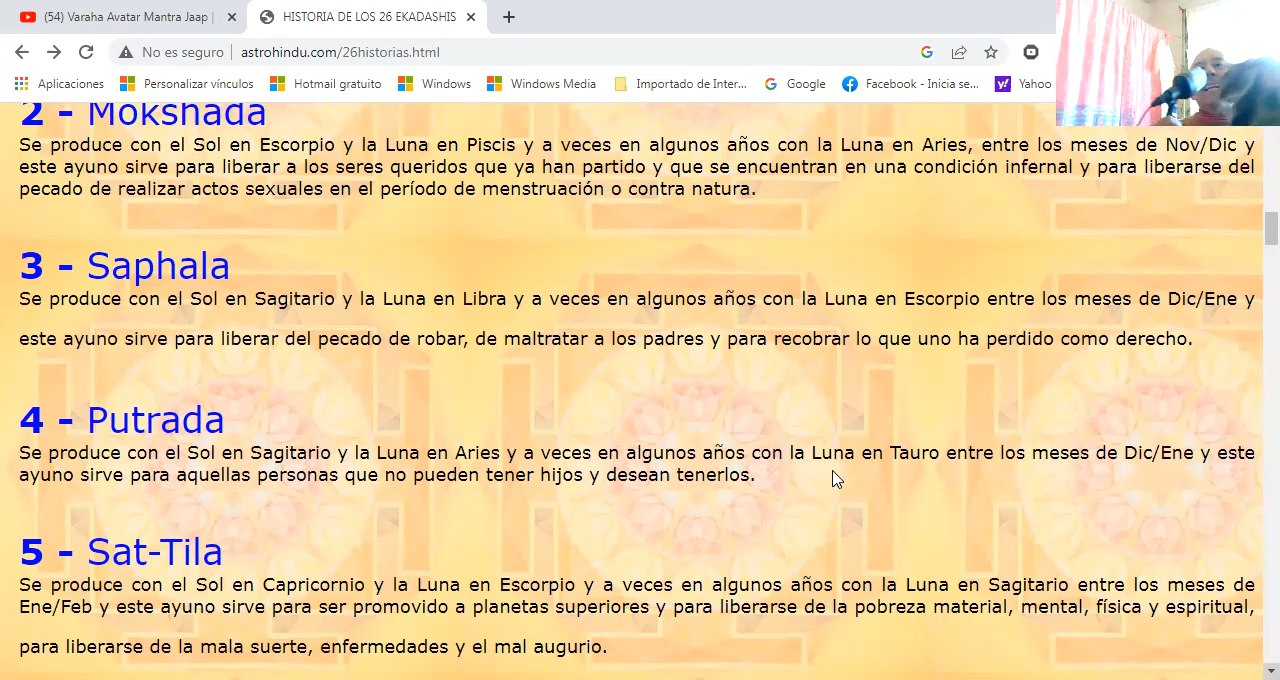 (54) Varaha Avatar Mantra Jaap |
HISTORIA DE LOS 26 EKADASHIS
No es seguro | astrohindu.com/26historias.html
Aplicaciones Personalizar vínculos Hotmail gratuito Windows Windows Media Importado de Inter... Google Facebook - Inicia se... Yahoo
2 - Mokshada
Se produce con el Sol en Escorpio y la Luna en Piscis y a veces en algunos años con la Luna en Aries, entre los meses de Nov/Dic y
este ayuno sirve para liberar a los seres queridos que ya han partido y que se encuentran en una condición infernal y para liberarse del
pecado de realizar actos sexuales en el período de menstruación o contra natura.
3 - Saphala
Se produce con el Sol en Sagitario y la Luna en Libra y a veces en algunos años con la Luna en Escorpio entre los meses de Dic/Ene y
este ayuno sirve para liberar del pecado de robar, de maltratar a los padres y para recobrar lo que uno ha perdido como derecho.
4 - Putrada
Se produce con el Sol en Sagitario y la Luna en Aries y a veces en algunos años con la Luna en Tauro entre los meses de Dic/Ene y este
ayuno sirve para aquellas personas que no pueden tener hijos y desean tenerlos.
5 - Sat-Tila
Se produce con el Sol en Capricornio y la Luna en Escorpio y a veces en algunos años con la Luna en Sagitario entre los meses de
Ene/Feb y este ayuno sirve para ser promovido a planetas superiores y para liberarse de la pobreza material, mental, física y espiritual,
para liberarse de la mala suerte, enfermedades y el mal augurio.